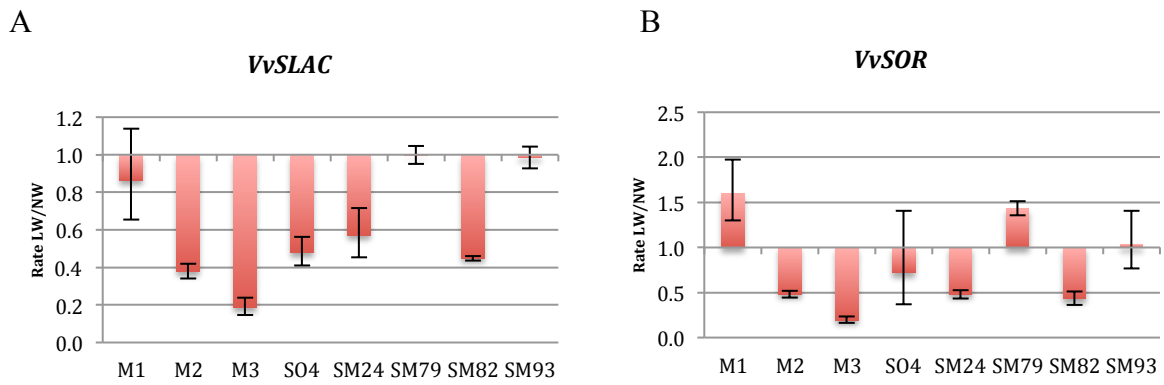 A
VvSLAC
Rate LW/NW
1.2
1.0
0.8
0.6
0.4
0.2
0.0
M1 M2 M3 SO4 SM24 SM79 SM82 SM93
B
VvSOR
Rate LW/NW
2.5
2.0
1.5
1.0
0.5
0.0
M1 M2 M3 SO4 SM24 SM79 SM82 SM93